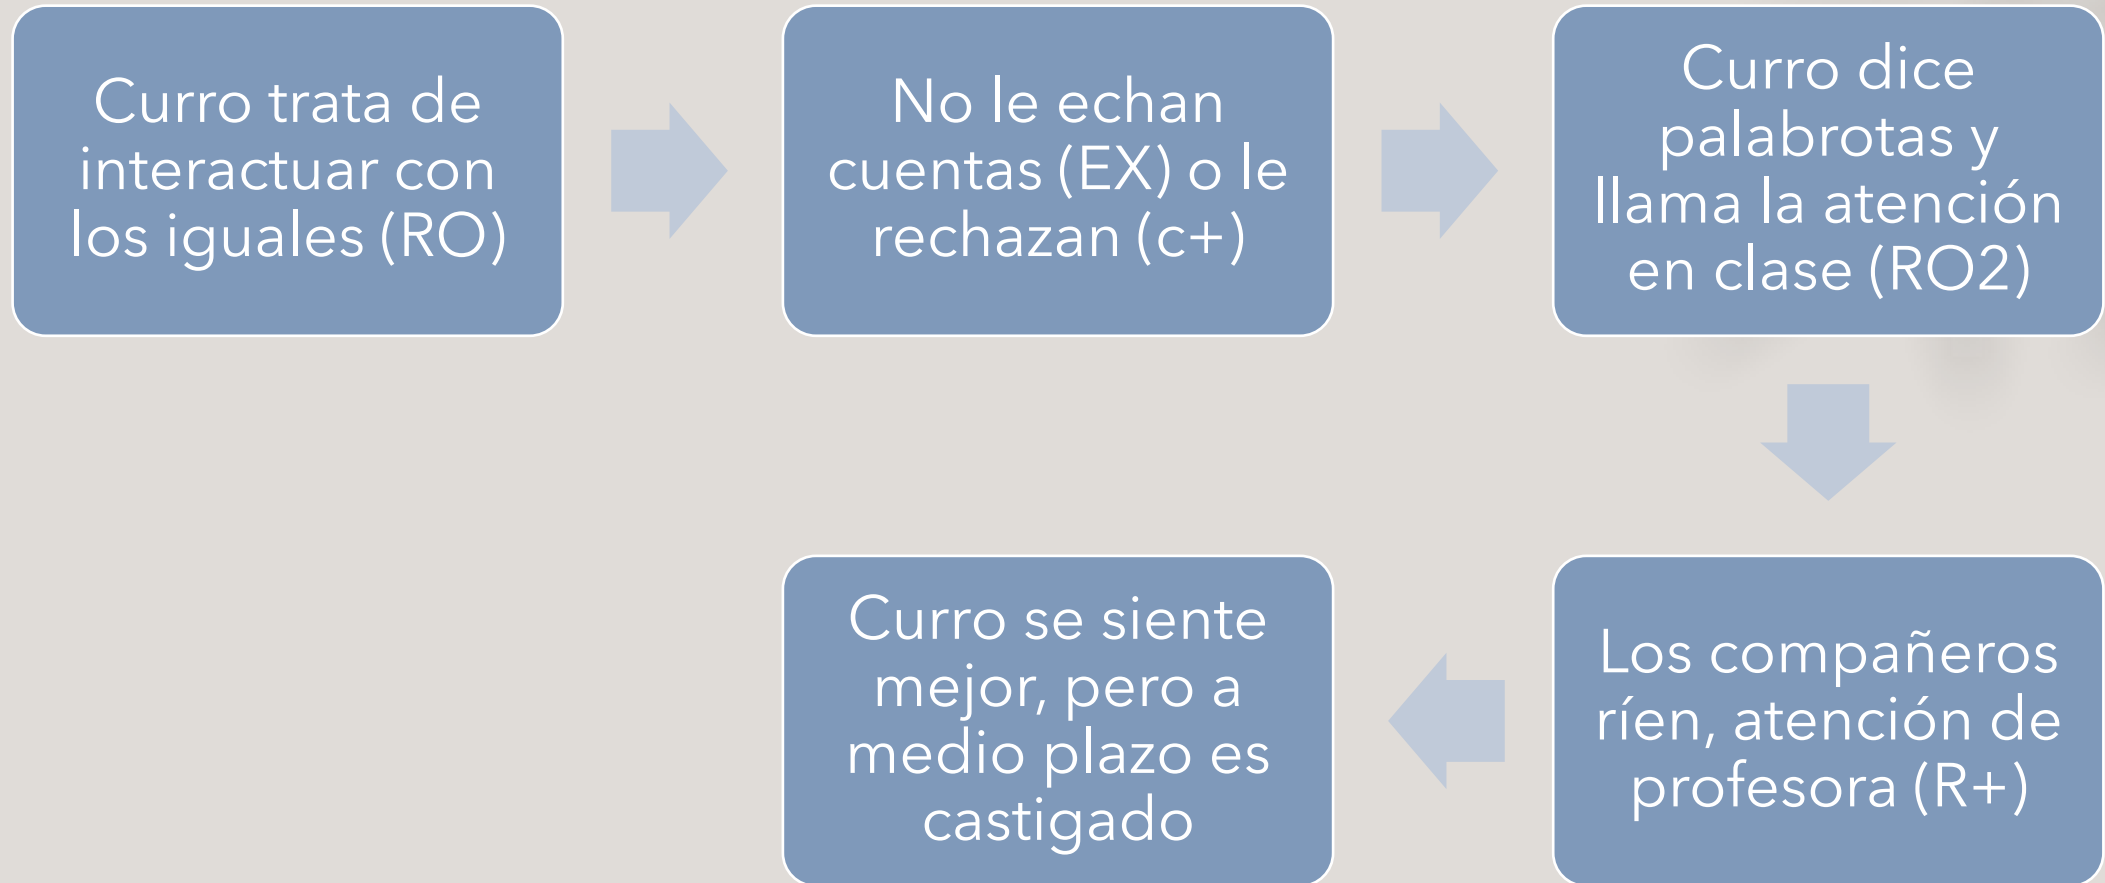 Curro trata de
interactuar con
los iguales (RO)
No le echan
cuentas (EX) o le
rechazan (c+)
Curro dice
palabrotas y
llama la atención
en clase (RO2)
Los compañeros
ríen, atención de
profesora (R+)
Curro se siente
mejor, pero a
medio plazo es
castigado